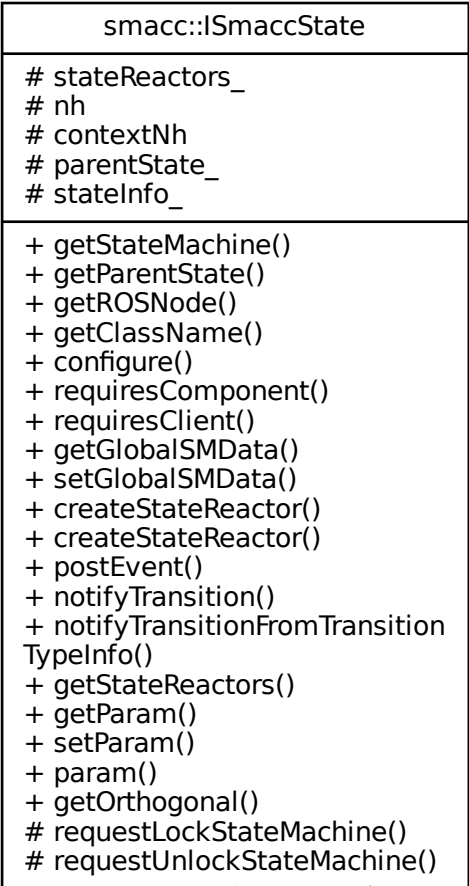 smacc::ISmaccState
# stateReactors_
# nh
# contextNh
# parentState_
# stateInfo_
+ getStateMachine()
+ getParentState()
+ getROSNode()
+ getClassName()
+ configure()
+ requiresComponent()
+ requiresClient()
+ getGlobalSMData()
+ setGlobalSMData()
+ createStateReactor()
+ createStateReactor()
+ postEvent()
+ notifyTransition()
+ notifyTransitionFromTransition
TypeInfo()
+ getStateReactors()
+ getParam()
+ setParam()
+ param()
+ getOrthogonal()
# requestLockStateMachine()
# requestUnlockStateMachine()